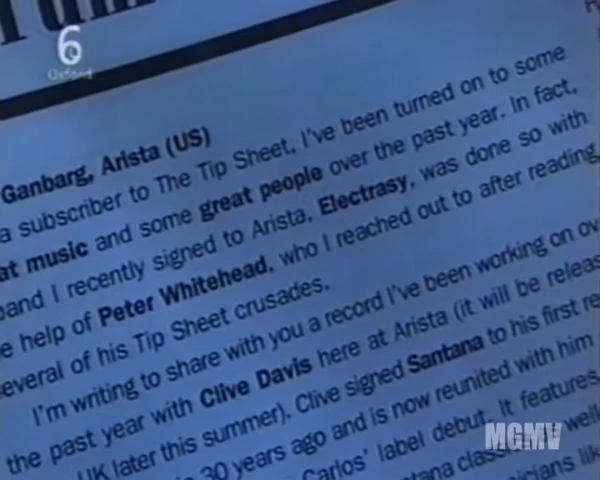 6
Oxford
Ganbarg, Arista (US)
a subscriber to The Tip Sheet, I've been turned on to some
at music and some great people over the past year. In fact,
band I recently signed to Arista, Electrasy, was done so with
e help of Peter Whitehead, who I reached out to after reading
several of his Tip Sheet crusades.
I'm writing to share with you a record I've been working on ov
the past year with Clive Davis here at Arista (it will be releas
UK later this summer). Clive signed Santana to his first re
30 years ago and is now reunited with him
Carlos' label debut. It features
MGMV